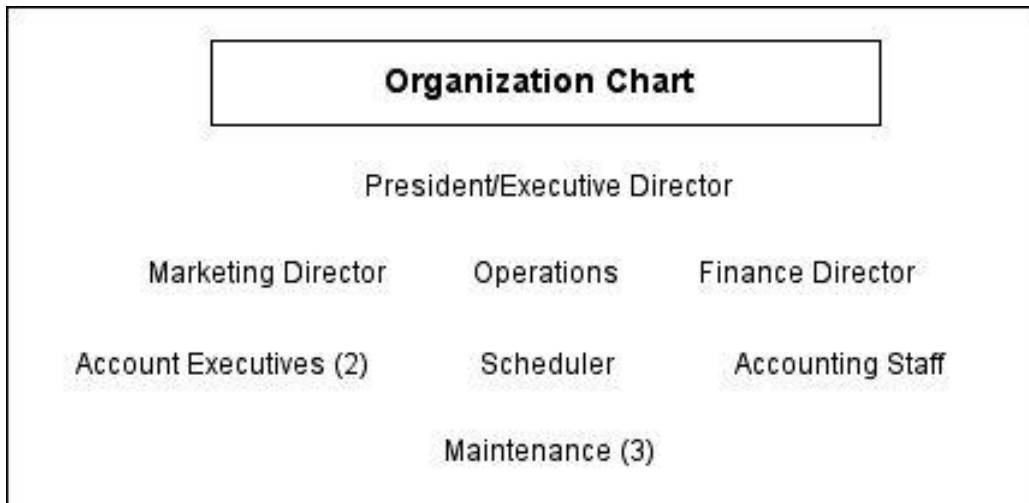 Organization Chart
President/Executive Director
Marketing Director Operations Finance Director
Account Executives (2) Scheduler Accounting Staff
Maintenance (3)